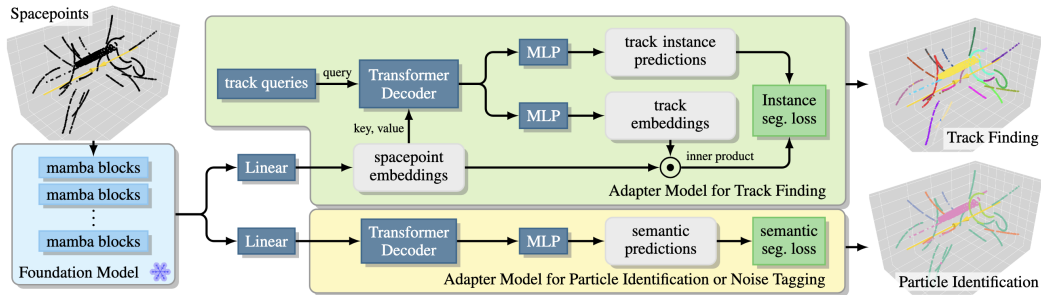 Spacepoints
mamba blocks
mamba blocks
mamba blocks
Foundation Model
Linear
Linear
track queries
query
Transformer
Decoder
key, value
spacepoint
embeddings
MLP
MLP
track instance
predictions
track
embeddings
inner product
Instance
seg. loss
Adapter Model for Track Finding
Transformer
Decoder
MLP
semantic
predictions
semantic
seg. loss
Adapter Model for Particle Identification or Noise Tagging
Track Finding
Particle Identification